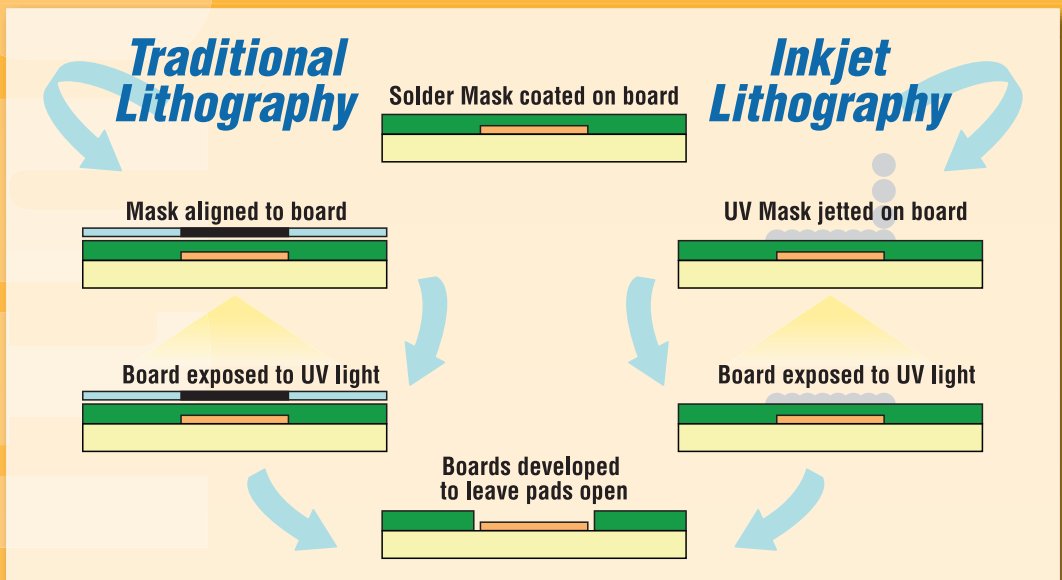 Traditional
Lithography
Inkjet
Lithography
Solder Mask coated on board
Mask aligned to board
UV Mask jetted on board
Board exposed to UV light
Board exposed to UV light
Boards developed
to leave pads open